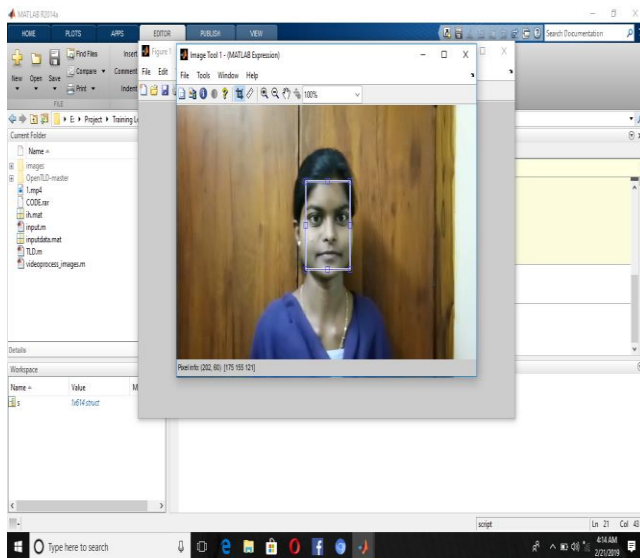 MATLAB R2014a
HOME PLOTS APPS EDITOR PUBLISH VIEW
Search Documentation
New Open Save
Find Files
Compare
Print
Insert
Comment
Indent
FILE
Figure 1
File Edit
Image Tool 1 - (MATLAB Expression)
File Tools Window Help
100%
E: Project Training
Current Folder
Name
images
OpenTLD-master
1.mp4
CODE.rar
ih.mat
input.m
inputdata.mat
TLD.m
videoprocess_images.m
Details
Workspace
Name Value M
s 1x614 struct
Pixel info: (202, 60) [175 155 121]
script Ln 21 Col 43
Type here to search
4:14 AM
2/21/2019